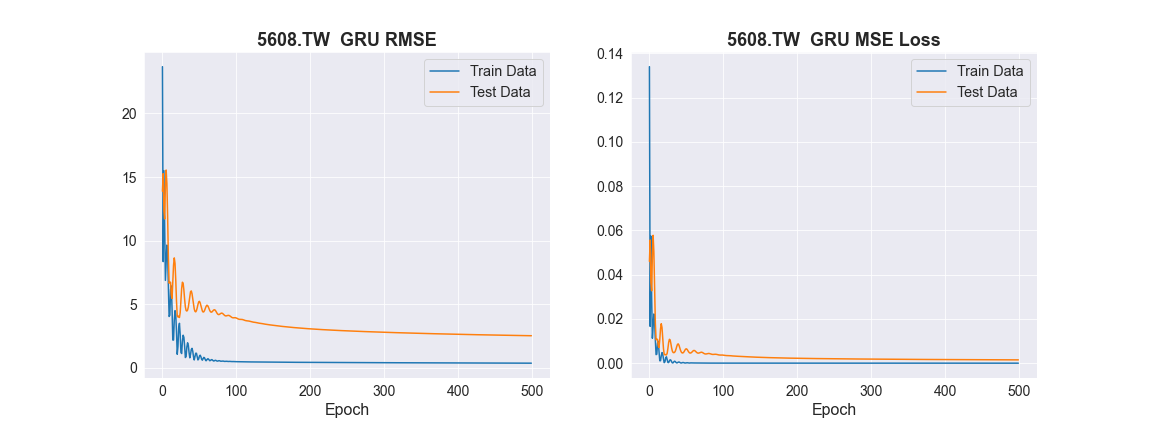 5608.TW  GRU RMSE
Train Data
Test Data
20
15
10
5
0
0 100 200 300 400 500
Epoch
5608.TW  GRU MSE Loss
Train Data
Test Data
0.14
0.12
0.10
0.08
0.06
0.04
0.02
0.00
0 100 200 300 400 500
Epoch